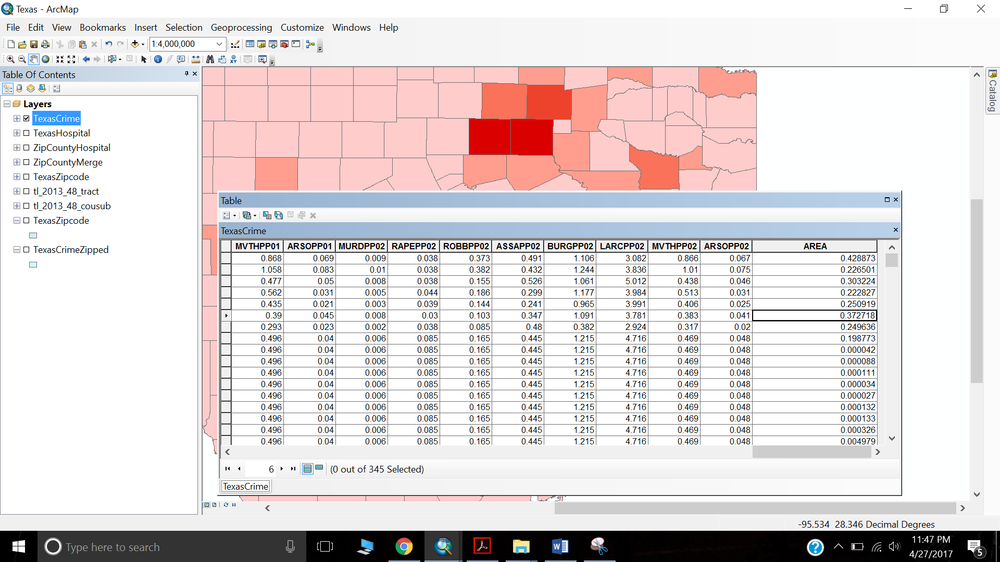 Texas - ArcMap
File Edit View Bookmarks Insert Selection Geoprocessing Customize Windows Help
1:4,000,000
Table Of Contents
Layers
TexasCrime
TexasHospital
ZipCountyHospital
ZipCountyMerge
TexasZipcode
tl_2013_48_tract
tl_2013_48_cousub
TexasZipcode
TexasCrimeZipped
Catalog
Table
TexasCrime
MVTHPP01 ARSOPP01 MURDPP02 RAPEPP02 ROBBPP02 ASSAPP02 BURGPP02 LARCPP02 MVTHPP02 ARSOPP02 AREA
0.868 0.069 0.009 0.038 0.373 0.491 1.106 3.082 0.866 0.067 0.428873
1.058 0.083 0.01 0.038 0.382 0.432 1.244 3.836 1.01 0.075 0.226501
0.477 0.05 0.008 0.038 0.155 0.526 1.061 5.012 0.438 0.046 0.303224
0.562 0.031 0.005 0.044 0.186 0.299 1.177 3.984 0.513 0.031 0.222827
0.435 0.021 0.003 0.039 0.144 0.241 0.965 3.991 0.406 0.025 0.250919
0.39 0.045 0.008 0.03 0.103 0.347 1.091 3.781 0.383 0.041 0.372718
0.293 0.023 0.002 0.038 0.085 0.48 0.382 2.924 0.317 0.02 0.249636
0.496 0.04 0.006 0.085 0.165 0.445 1.215 4.716 0.469 0.048 0.198773
0.496 0.04 0.006 0.085 0.165 0.445 1.215 4.716 0.469 0.048 0.000042
0.496 0.04 0.006 0.085 0.165 0.445 1.215 4.716 0.469 0.048 0.000088
0.496 0.04 0.006 0.085 0.165 0.445 1.215 4.716 0.469 0.048 0.000111
0.496 0.04 0.006 0.085 0.165 0.445 1.215 4.716 0.469 0.048 0.000034
0.496 0.04 0.006 0.085 0.165 0.445 1.215 4.716 0.469 0.048 0.000027
0.496 0.04 0.006 0.085 0.165 0.445 1.215 4.716 0.469 0.048 0.000132
0.496 0.04 0.006 0.085 0.165 0.445 1.215 4.716 0.469 0.048 0.000133
0.496 0.04 0.006 0.085 0.165 0.445 1.215 4.716 0.469 0.048 0.000326
0.496 0.04 0.006 0.085 0.165 0.445 1.215 4.716 0.469 0.048 0.004979
6 (0 out of 345 Selected)
TexasCrime
-95.534 28.346 Decimal Degrees
Type here to search
11:47 PM
4/27/2017
5